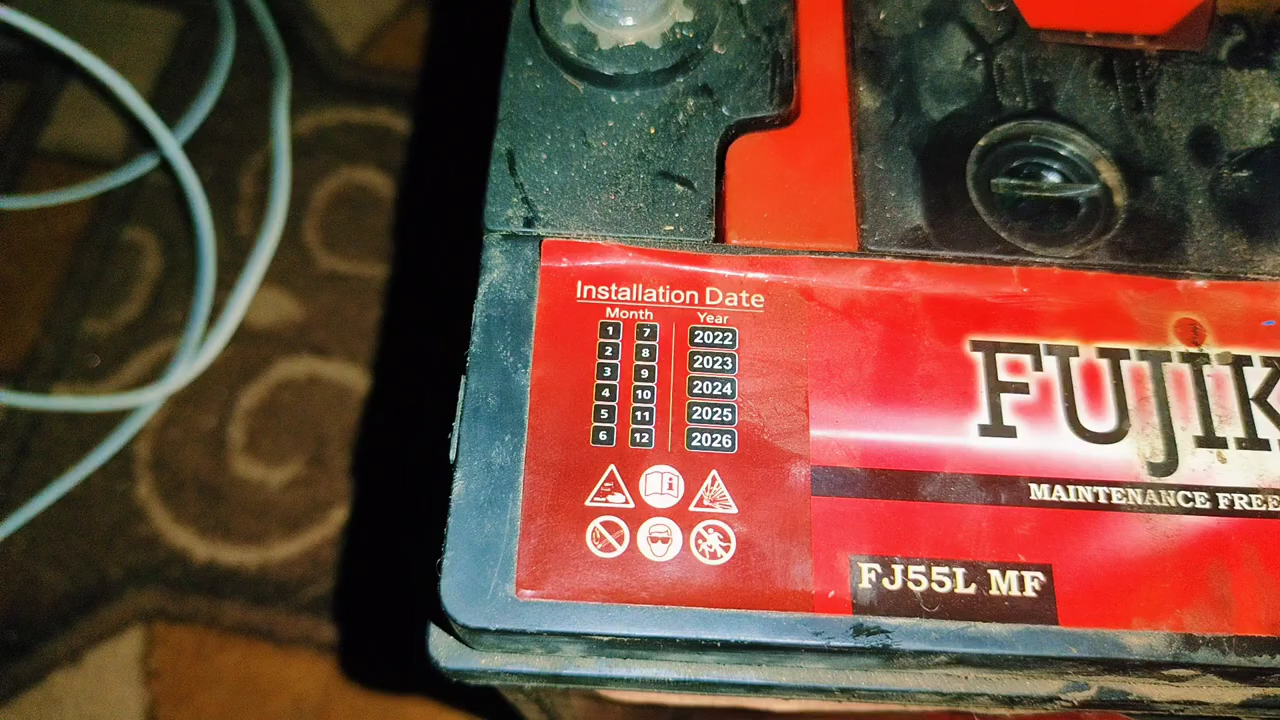 Installation Date
Month Year
1 7 2022
2 8 2023
3 9 2024
4 10
5 11 2025
6 12 2026
FUJIK
MAINTENANCE FREE
FJ55L MF